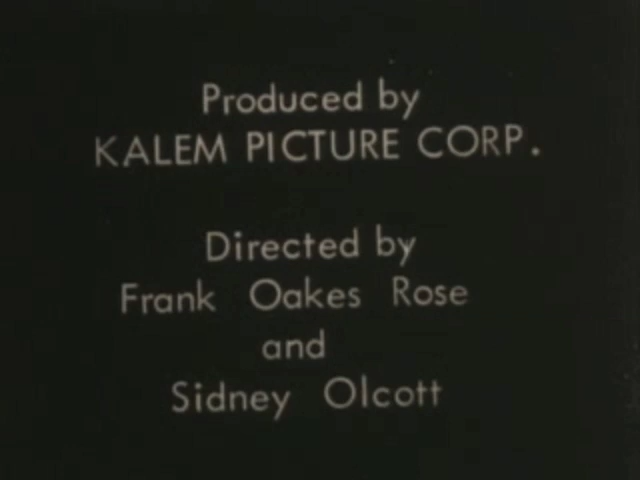 Produced by
KALEM PICTURE CORP.
Directed by
Frank Oakes Rose
and
Sidney Olcott